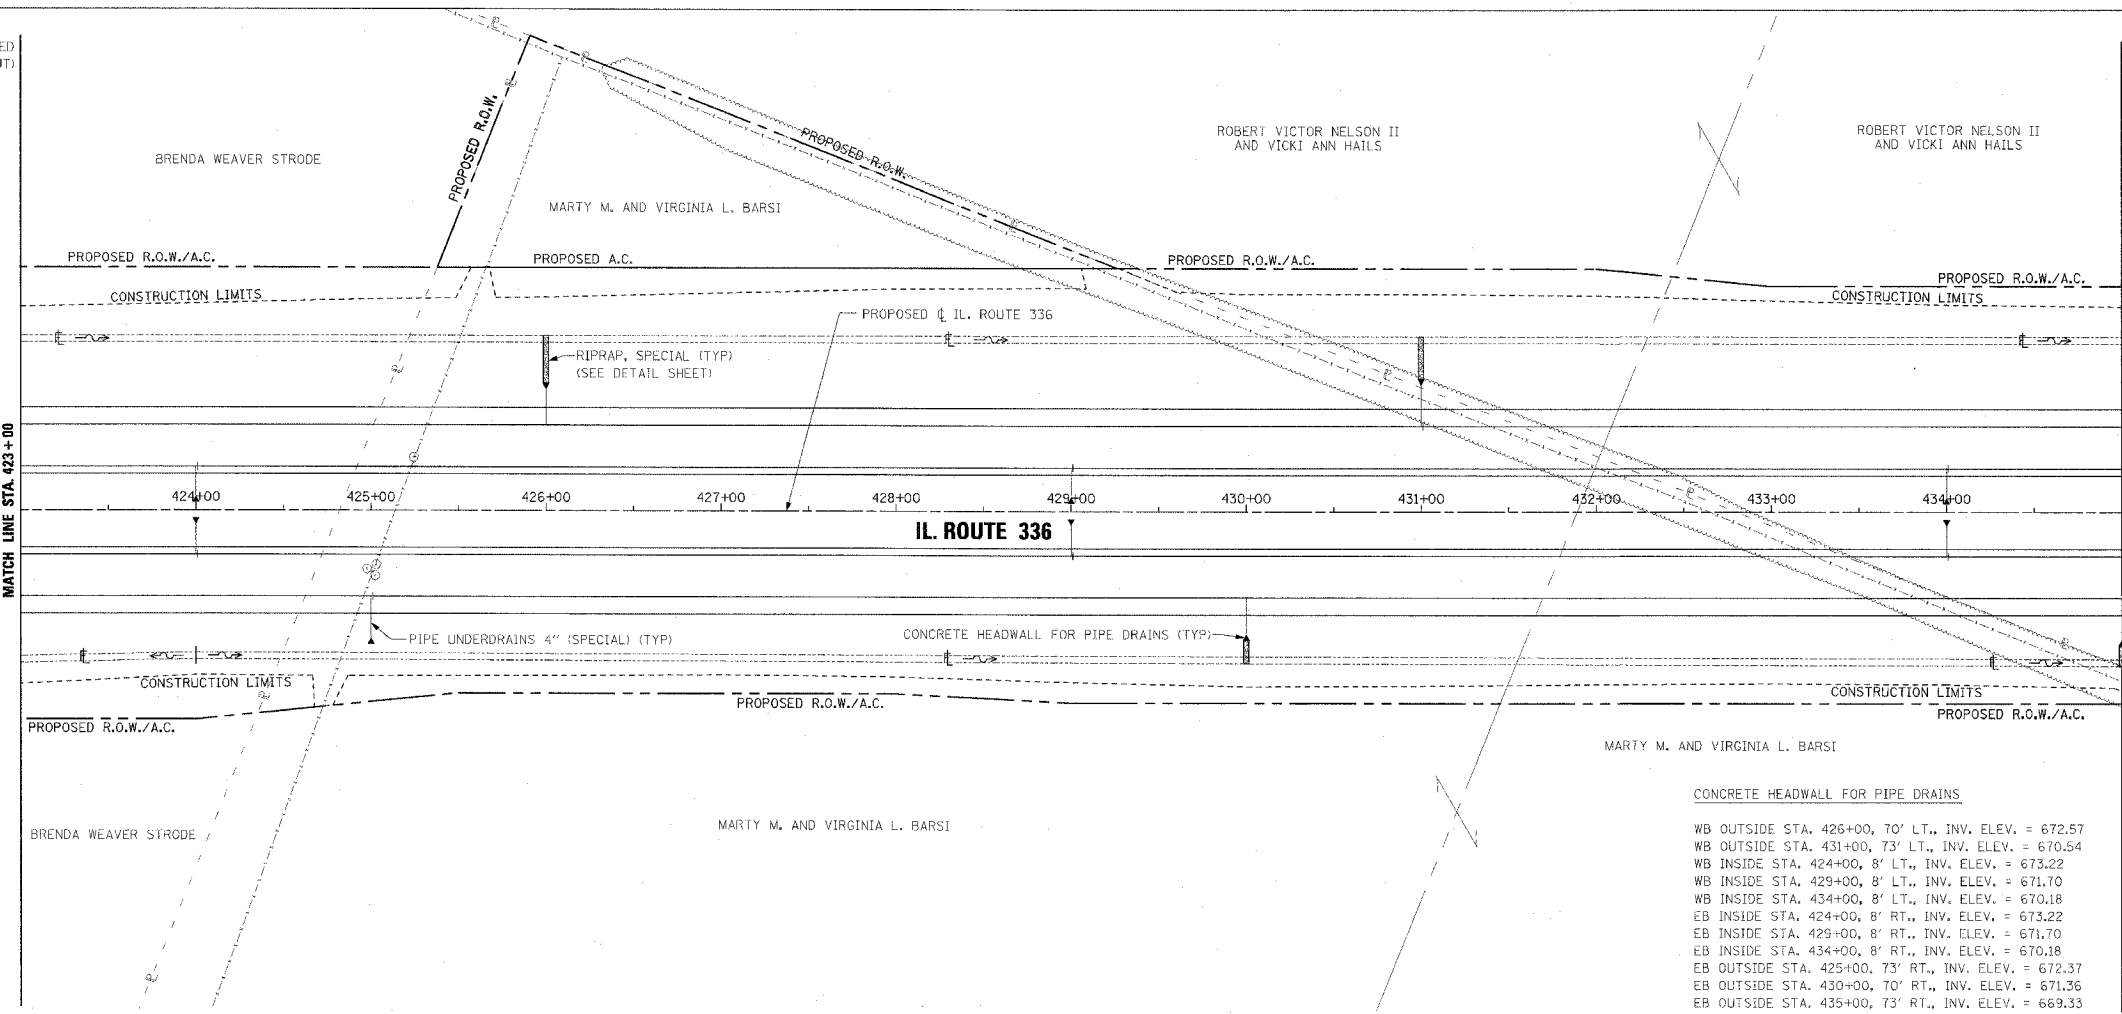 ED
UT)
BRENDA WEAVER STRODE
PROPOSED R.O.W.
PROPOSED R.O.W.
MARTY M. AND VIRGINIA L. BARSI
ROBERT VICTOR NELSON II
AND VICKI ANN HAILS
ROBERT VICTOR NELSON II
AND VICKI ANN HAILS
PROPOSED R.O.W./A.C.
PROPOSED A.C.
PROPOSED R.O.W./A.C.
PROPOSED R.O.W./A.C.
CONSTRUCTION LIMITS
CONSTRUCTION LIMITS
PROPOSED ℄ IL. ROUTE 336
RIPRAP, SPECIAL (TYP)
(SEE DETAIL SHEET)
MATCH LINE STA. 423+00
424+00
425+00
426+00
427+00
428+00
429+00
430+00
431+00
432+00
433+00
434+00
IL. ROUTE 336
PIPE UNDERDRAINS 4" (SPECIAL) (TYP)
CONCRETE HEADWALL FOR PIPE DRAINS (TYP)
CONSTRUCTION LIMITS
CONSTRUCTION LIMITS
PROPOSED R.O.W./A.C.
PROPOSED R.O.W./A.C.
PROPOSED R.O.W./A.C.
MARTY M. AND VIRGINIA L. BARSI
BRENDA WEAVER STRODE
MARTY M. AND VIRGINIA L. BARSI
CONCRETE HEADWALL FOR PIPE DRAINS
WB OUTSIDE STA. 426+00, 70' LT., INV. ELEV. = 672.57
WB OUTSIDE STA. 431+00, 73' LT., INV. ELEV. = 670.54
WB INSIDE STA. 424+00, 8' LT., INV. ELEV. = 673.22
WB INSIDE STA. 429+00, 8' LT., INV. ELEV. = 671.70
WB INSIDE STA. 434+00, 8' LT., INV. ELEV. = 670.18
EB INSIDE STA. 424+00, 8' RT., INV. ELEV. = 673.22
EB INSIDE STA. 429+00, 8' RT., INV. ELEV. = 671.70
EB INSIDE STA. 434+00, 8' RT., INV. ELEV. = 670.18
EB OUTSIDE STA. 425+00, 73' RT., INV. ELEV. = 672.37
EB OUTSIDE STA. 430+00, 70' RT., INV. ELEV. = 671.36
EB OUTSIDE STA. 435+00, 73' RT., INV. ELEV. = 669.33